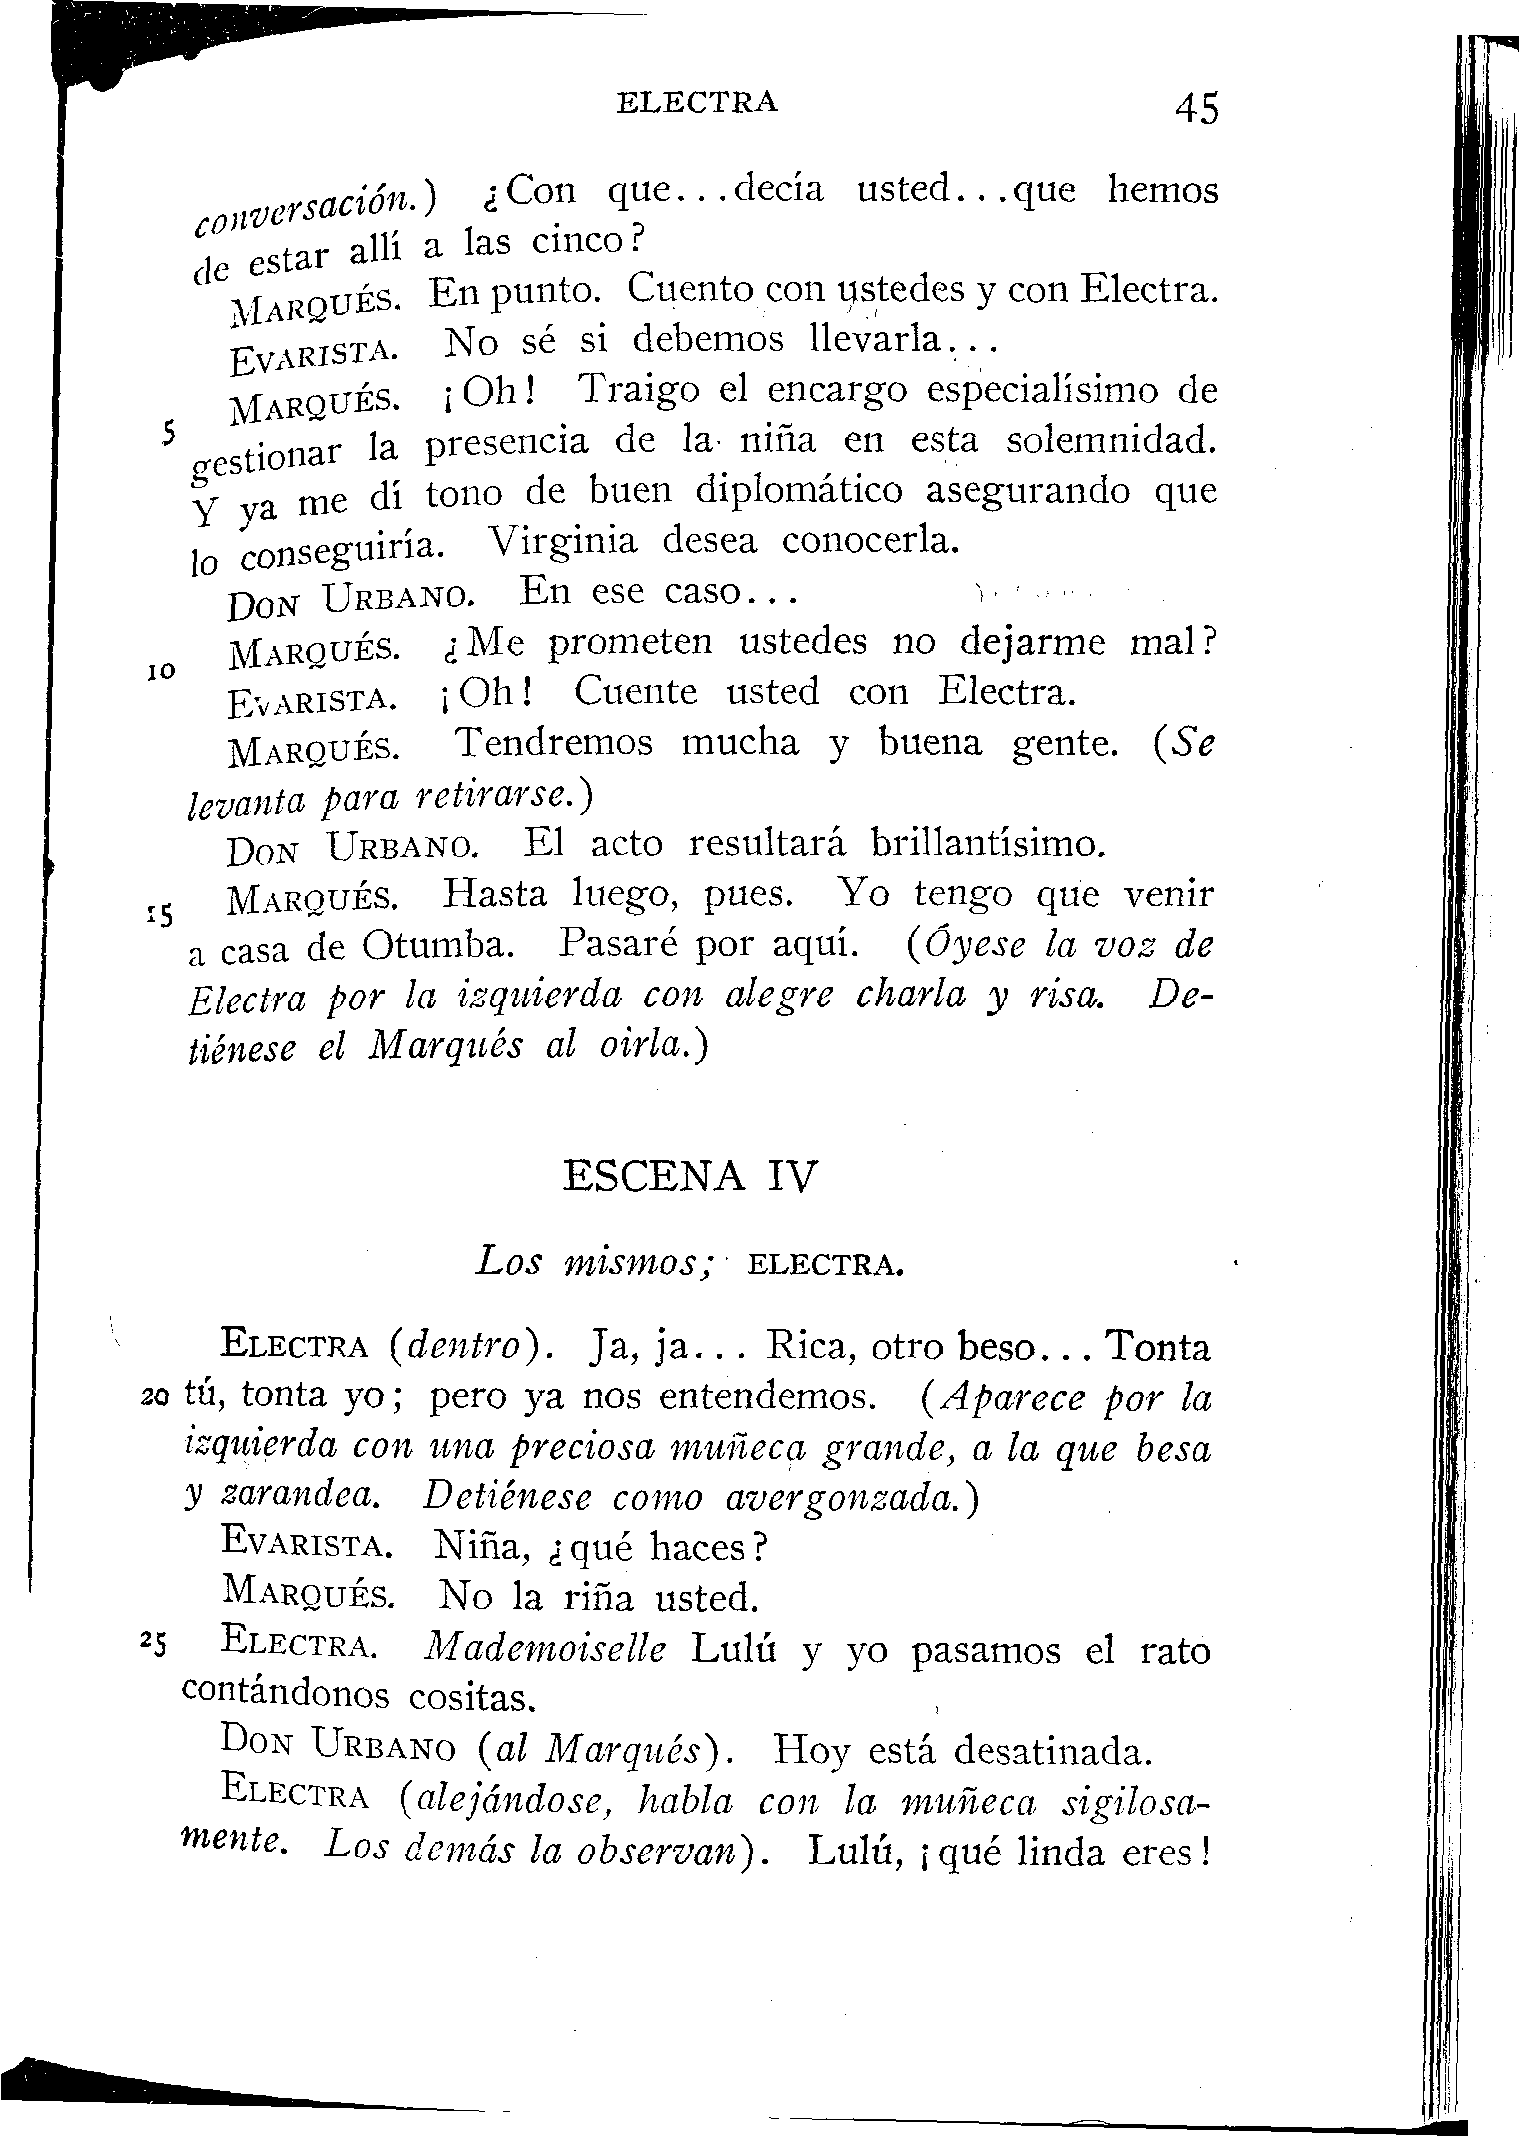 ELECTRA 45
conversación.) ¿Con que...decía usted...que hemos
de estar allí a las cinco?
MARQUÉS. En punto. Cuento con ustedes y con Electra.
EVARISTA. No sé si debemos llevarla...
MARQUÉS. ¡Oh! Traigo el encargo especialísimo de
5 gestionar la presencia de la niña en esta solemnidad.
Y ya me dí tono de buen diplomático asegurando que
lo conseguiría. Virginia desea conocerla.
DON URBANO. En ese caso...
10 MARQUÉS. ¿Me prometen ustedes no dejarme mal?
EVARISTA. ¡Oh! Cuente usted con Electra.
MARQUÉS. Tendremos mucha y buena gente. (Se
levanta para retirarse.)
DON URBANO. El acto resultará brillantísimo.
15 MARQUÉS. Hasta luego, pues. Yo tengo que venir
a casa de Otumba. Pasaré por aquí. (Óyese la voz de
Electra por la izquierda con alegre charla y risa. De-
tiénese el Marqués al oirla.)
ESCENA IV
Los mismos; ELECTRA.
ELECTRA (dentro). Ja, ja... Rica, otro beso... Tonta
20 tú, tonta yo; pero ya nos entendemos. (Aparece por la
izquierda con una preciosa muñeca grande, a la que besa
y zarandea. Detiénese como avergonzada.)
EVARISTA. Niña, ¿qué haces?
MARQUÉS. No la riña usted.
25 ELECTRA. Mademoiselle Lulú y yo pasamos el rato
contándonos cositas.
DON URBANO (al Marqués). Hoy está desatinada.
ELECTRA (alejándose, habla con la muñeca sigilosa-
mente. Los demás la observan). Lulú, ¡qué linda eres!